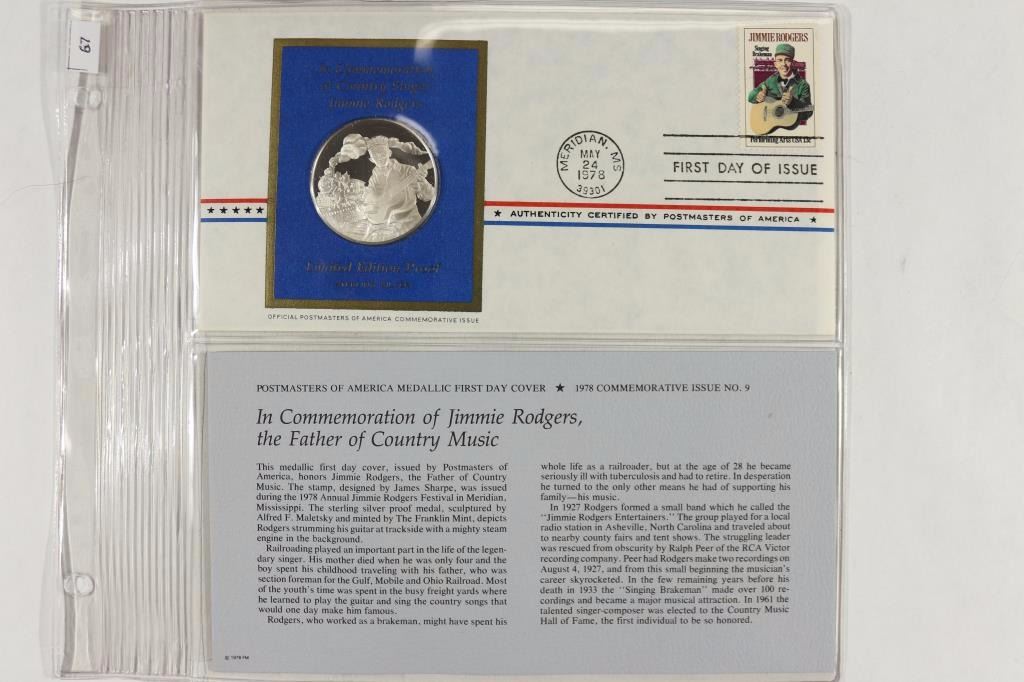 67
In Commemoration
of Country Singer
Jimmie Rodgers
Limited Edition Proof
STERLING SILVER
OFFICIAL POSTMASTERS OF AMERICA COMMEMORATIVE ISSUE
JIMMIE RODGERS
Singing
Brakeman
Performing Arts USA 13c
MERIDIAN, MS
MAY
24
1978
39301
FIRST DAY OF ISSUE
★ ★ ★ ★ ★
★ AUTHENTICITY CERTIFIED BY POSTMASTERS OF AMERICA ★
POSTMASTERS OF AMERICA MEDALLIC FIRST DAY COVER ★ 1978 COMMEMORATIVE ISSUE NO. 9
In Commemoration of Jimmie Rodgers,
the Father of Country Music
This medallic first day cover, issued by Postmasters of
America, honors Jimmie Rodgers, the Father of Country
Music. The stamp, designed by James Sharpe, was issued
during the 1978 Annual Jimmie Rodgers Festival in Meridian,
Mississippi. The sterling silver proof medal, sculptured by
Alfred F. Maletsky and minted by The Franklin Mint, depicts
Rodgers strumming his guitar at trackside with a mighty steam
engine in the background.
Railroading played an important part in the life of the legen-
dary singer. His mother died when he was only four and the
boy spent his childhood traveling with his father, who was
section foreman for the Gulf, Mobile and Ohio Railroad. Most
of the youth's time was spent in the busy freight yards where
he learned to play the guitar and sing the country songs that
would one day make him famous.
Rodgers, who worked as a brakeman, might have spent his
whole life as a railroader, but at the age of 28 he became
seriously ill with tuberculosis and had to retire. In desperation
he turned to the only other means he had of supporting his
family—his music.
In 1927 Rodgers formed a small band which he called the
"Jimmie Rodgers Entertainers." The group played for a local
radio station in Asheville, North Carolina and traveled about
to nearby county fairs and tent shows. The struggling leader
was rescued from obscurity by Ralph Peer of the RCA Victor
recording company. Peer had Rodgers make two recordings on
August 4, 1927, and from this small beginning the musician's
career skyrocketed. In the few remaining years before his
death in 1933 the "Singing Brakeman" made over 100 re-
cordings and became a major musical attraction. In 1961 the
talented singer-composer was elected to the Country Music
Hall of Fame, the first individual to be so honored.
© 1978 FM